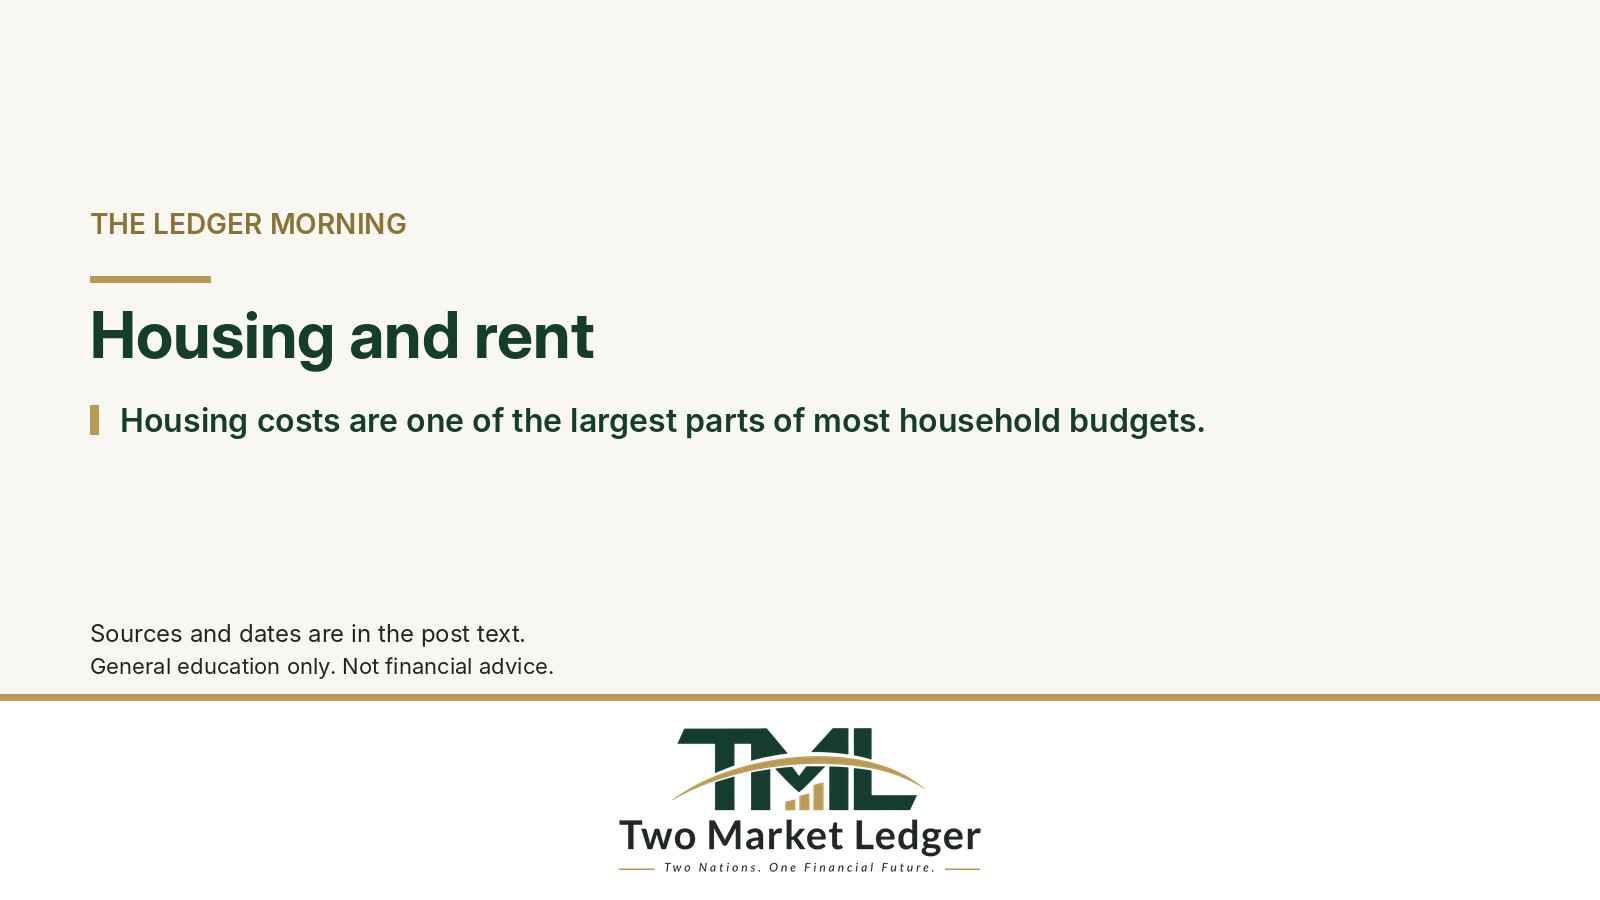 THE LEDGER MORNING
Housing and rent
Housing costs are one of the largest parts of most household budgets.
Sources and dates are in the post text.
General education only. Not financial advice.
TML
Two Market Ledger
Two Nations. One Financial Future.